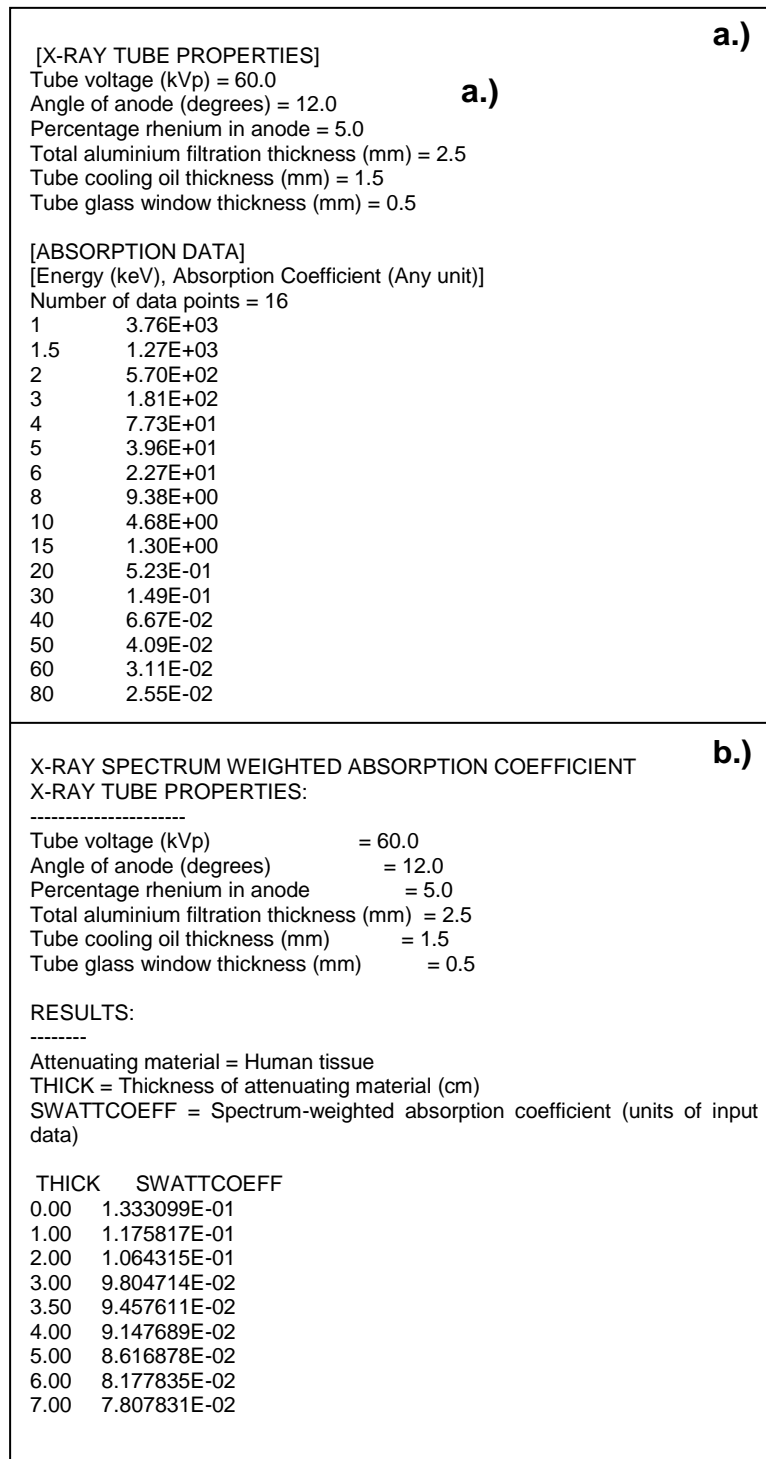 a.)
[X-RAY TUBE PROPERTIES]
Tube voltage (kVp) = 60.0
a.)
Angle of anode (degrees) = 12.0
Percentage rhenium in anode = 5.0
Total aluminium filtration thickness (mm) = 2.5
Tube cooling oil thickness (mm) = 1.5
Tube glass window thickness (mm) = 0.5
[ABSORPTION DATA]
[Energy (keV), Absorption Coefficient (Any unit)]
Number of data points = 16
1 3.76E+03
1.5 1.27E+03
2 5.70E+02
3 1.81E+02
4 7.73E+01
5 3.96E+01
6 2.27E+01
8 9.38E+00
10 4.68E+00
15 1.30E+00
20 5.23E-01
30 1.49E-01
40 6.67E-02
50 4.09E-02
60 3.11E-02
80 2.55E-02
b.)
X-RAY SPECTRUM WEIGHTED ABSORPTION COEFFICIENT
X-RAY TUBE PROPERTIES:
----------------------
Tube voltage (kVp) = 60.0
Angle of anode (degrees) = 12.0
Percentage rhenium in anode = 5.0
Total aluminium filtration thickness (mm) = 2.5
Tube cooling oil thickness (mm) = 1.5
Tube glass window thickness (mm) = 0.5
RESULTS:
--------
Attenuating material = Human tissue
THICK = Thickness of attenuating material (cm)
SWATTCOEFF = Spectrum-weighted absorption coefficient (units of input
data)
THICK SWATTCOEFF
0.00 1.333099E-01
1.00 1.175817E-01
2.00 1.064315E-01
3.00 9.804714E-02
3.50 9.457611E-02
4.00 9.147689E-02
5.00 8.616878E-02
6.00 8.177835E-02
7.00 7.807831E-02